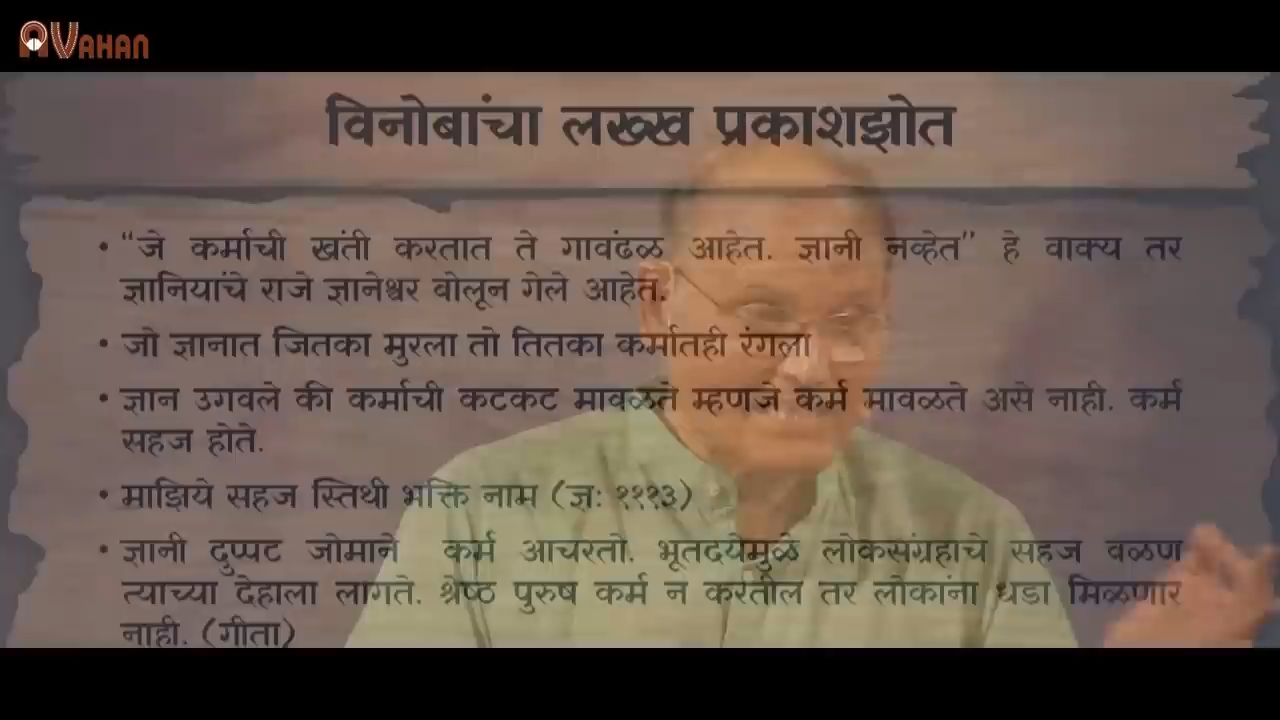 AVAHAN
विनोबांचा लख्ख प्रकाशझोत
• “जे कर्माची खंती करतात ते गावंढळ आहेत. ज्ञानी नव्हेत” हे वाक्य तर
ज्ञानियांचे राजे ज्ञानेश्वर बोलून गेले आहेत.
• जो ज्ञानात जितका मुरला तो तितका कर्मातही रंगला
• ज्ञान उगवले की कर्माची कटकट मावळते म्हणजे कर्म मावळते असे नाही. कर्म
सहज होते.
• माझिये सहज स्तिथी भक्ति नाम (ज्ञः १११३)
• ज्ञानी दुप्पट जोमाने कर्म आचरतो. भूतदयेमुळे लोकसंग्रहाचे सहज वळण
त्याच्या देहाला लागते. श्रेष्ठ पुरुष कर्म न करतील तर लोकांना धडा मिळणार
नाही. (गीता)